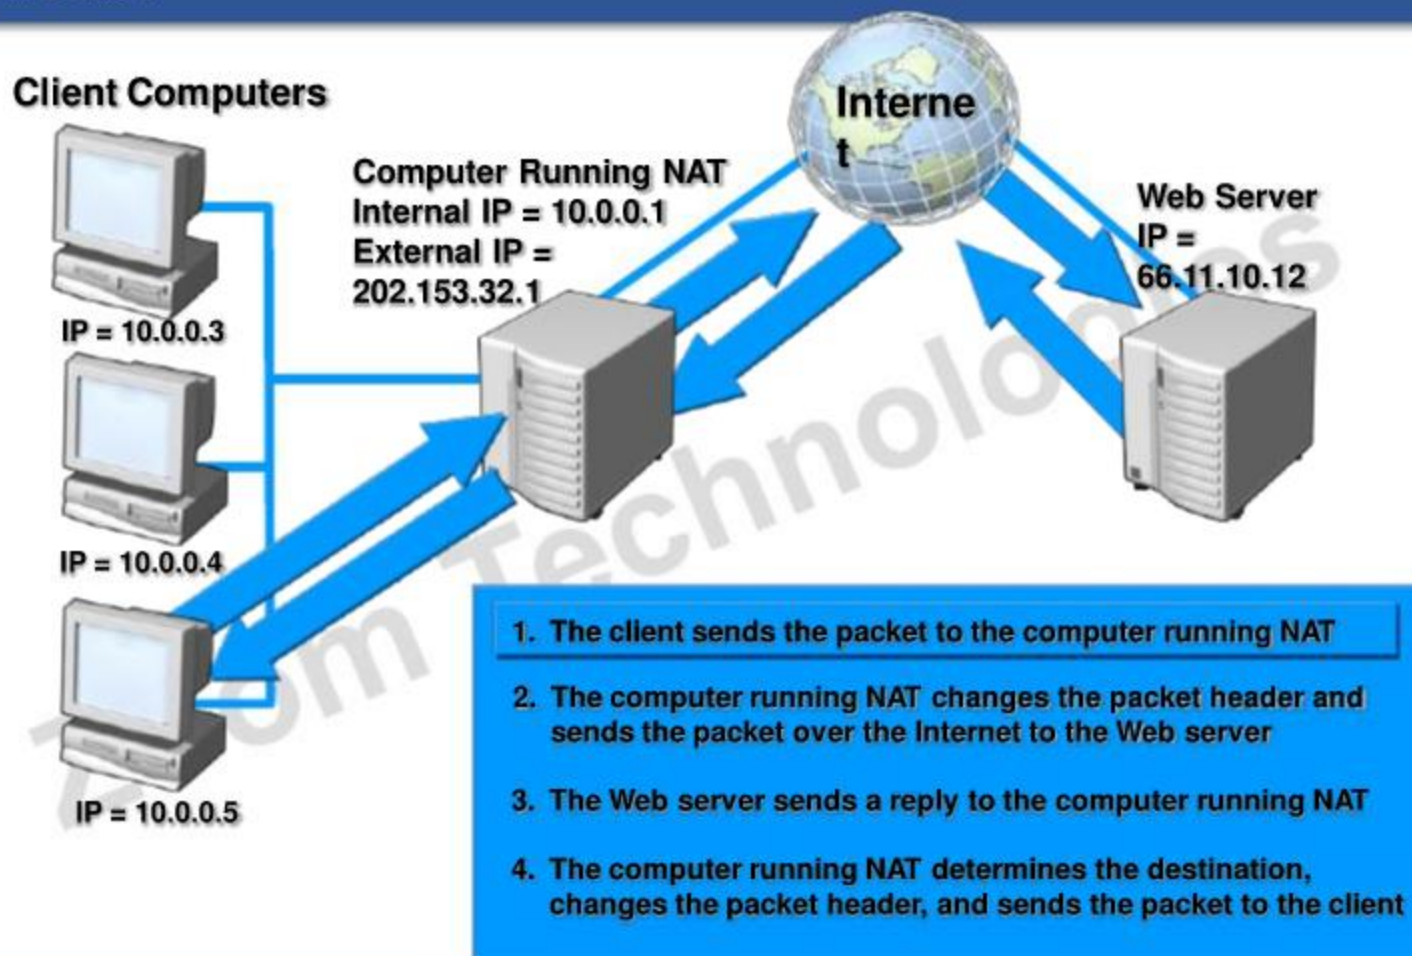 Client Computers
IP = 10.0.0.3
IP = 10.0.0.4
IP = 10.0.0.5
Computer Running NAT
Internal IP = 10.0.0.1
External IP =
202.153.32.1
Interne
t
Web Server
IP =
66.11.10.12
Technologies
1. The client sends the packet to the computer running NAT
2. The computer running NAT changes the packet header and
sends the packet over the Internet to the Web server
3. The Web server sends a reply to the computer running NAT
4. The computer running NAT determines the destination,
changes the packet header, and sends the packet to the client